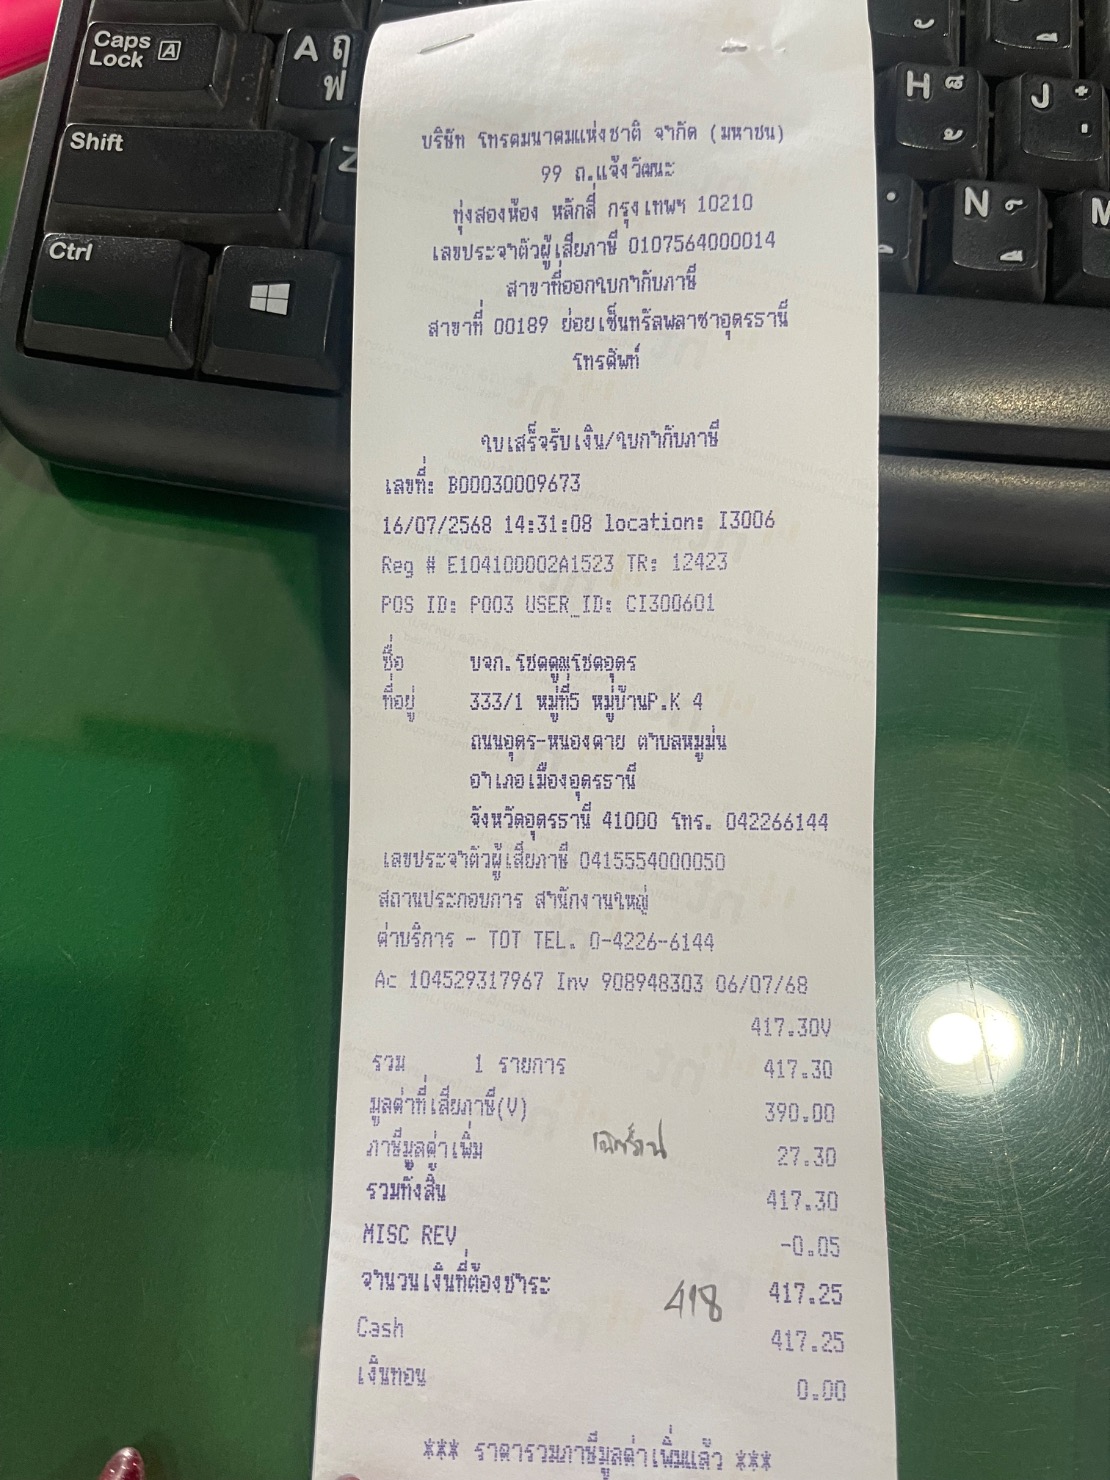 Caps Lock A
A ฤ ฟ
H
J
Shift
Z
N
M
Ctrl
บริษัท โทรคมนาคมแห่งชาติ จำกัด (มหาชน)
99 ถ.แจ้งวัฒนะ
ทุ่งสองห้อง หลักสี่ กรุงเทพฯ 10210
เลขประจำตัวผู้เสียภาษี 0107564000014
สาขาที่ออกใบกำกับภาษี
สาขาที่ 00189 ย่อยเซ็นทรัลพลาซาอุดรธานี
โทรศัพท์
ใบเสร็จรับเงิน/ใบกำกับภาษี
เลขที่: B00030009673
16/07/2568 14:31:08 location: I3006
Reg # E104100002A1523 TR: 12423
POS ID: P003 USER_ID: CI300601
ชื่อ บจก.โชคคูณโชคอุดร
ที่อยู่ 333/1 หมู่ที่5 หมู่บ้านP.K 4
ถนนอุดร-หนองคาย ตำบลหมูม่น
อำเภอเมืองอุดรธานี
จังหวัดอุดรธานี 41000 โทร. 042266144
เลขประจำตัวผู้เสียภาษี 0415554000050
สถานประกอบการ สำนักงานใหญ่
ค่าบริการ - TOT TEL. 0-4226-6144
Ac 104529317967 Inv 908948303 06/07/68
417.30V
รวม 1 รายการ 417.30
มูลค่าที่เสียภาษี(V) 390.00
ภาษีมูลค่าเพิ่ม 27.30
รวมทั้งสิ้น 417.30
MISC REV -0.05
จำนวนเงินที่ต้องชำระ 418 417.25
Cash 417.25
เงินทอน 0.00
*** ราคารวมภาษีมูลค่าเพิ่มแล้ว ***